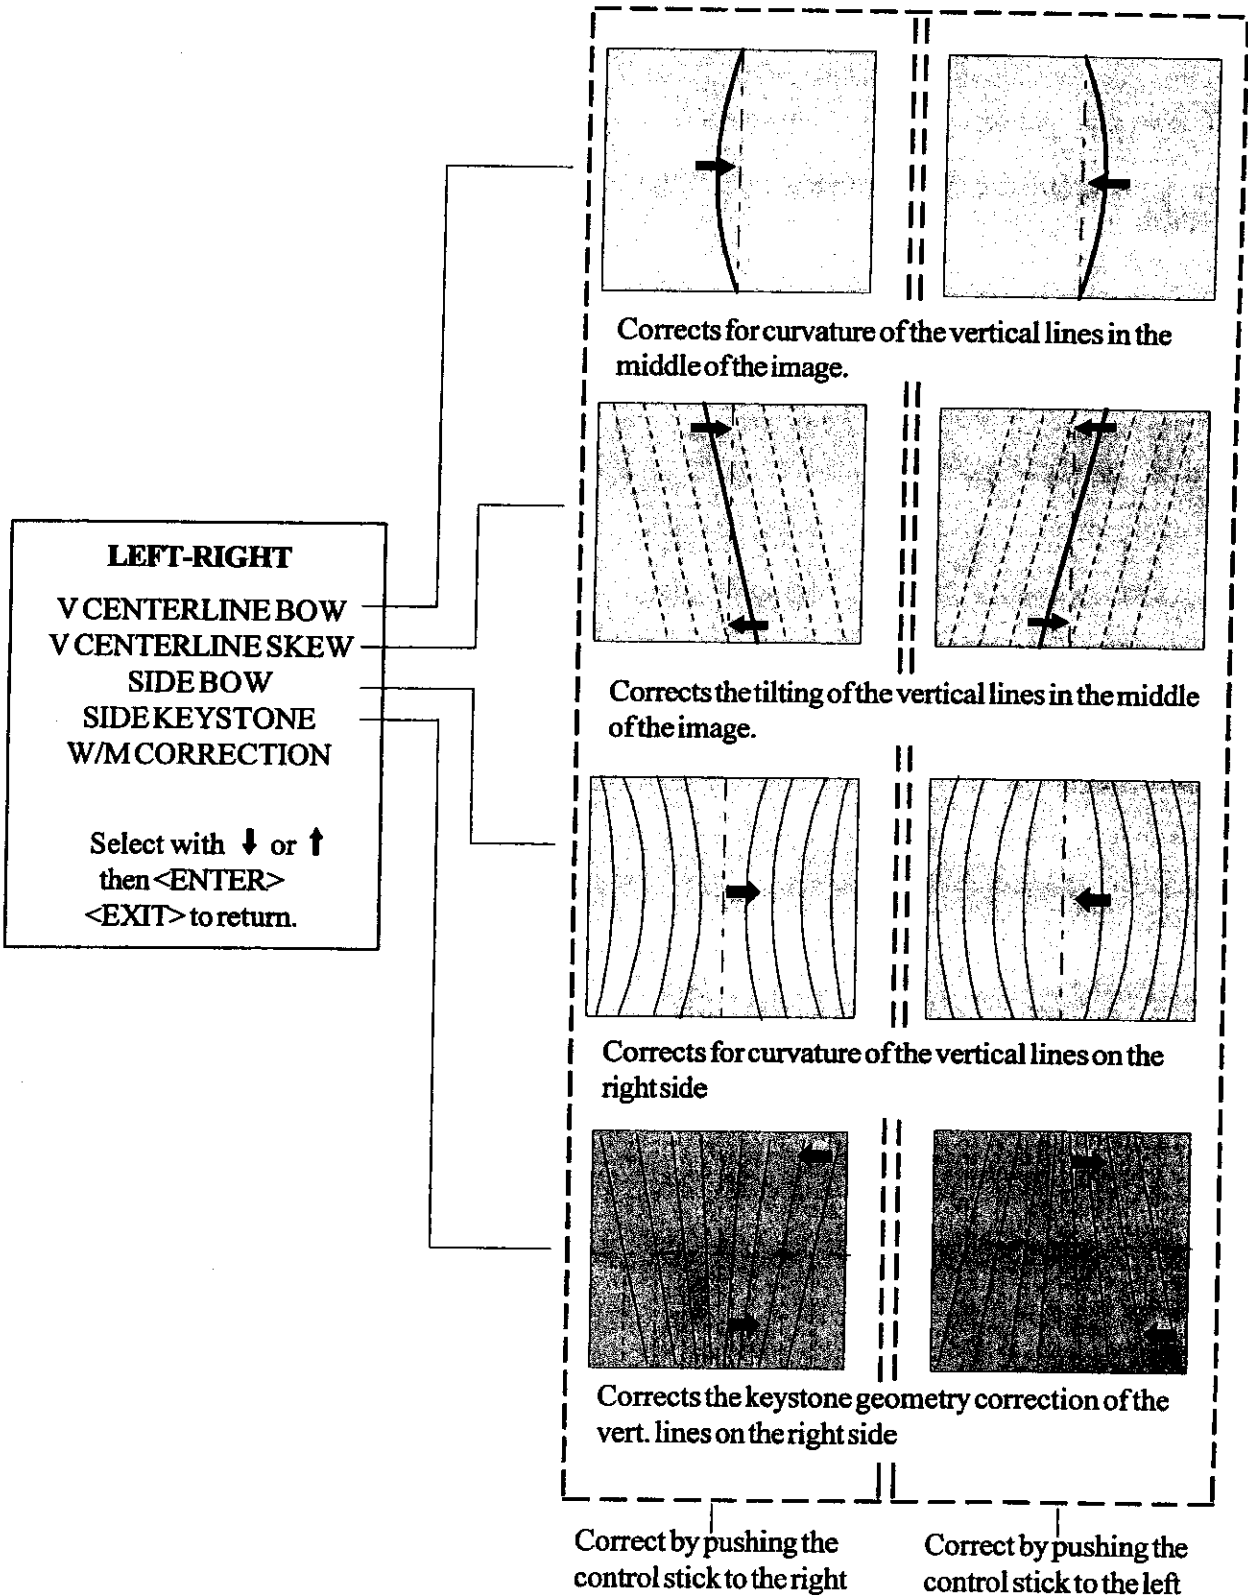 Corrects for curvature of the vertical lines in the
middle of the image.
LEFT-RIGHT
V CENTERLINE BOW
V CENTERLINE SKEW
SIDE BOW
SIDE KEYSTONE
W/M CORRECTION
Select with ⬇ or ⬆
then <ENTER>
<EXIT> to return.
Corrects the tilting of the vertical lines in the middle
of the image.
Corrects for curvature of the vertical lines on the
right side
Corrects the keystone geometry correction of the
vert. lines on the right side
Correct by pushing the
control stick to the right
Correct by pushing the
control stick to the left